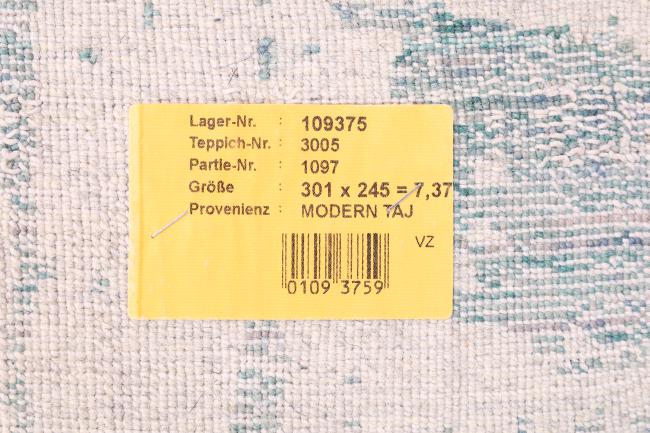 Lager-Nr. : 109375
Teppich-Nr. : 3005
Partie-Nr. : 1097
Größe : 301 x 245 = 7,37
Provenienz : MODERN TAJ
VZ
0109 3759